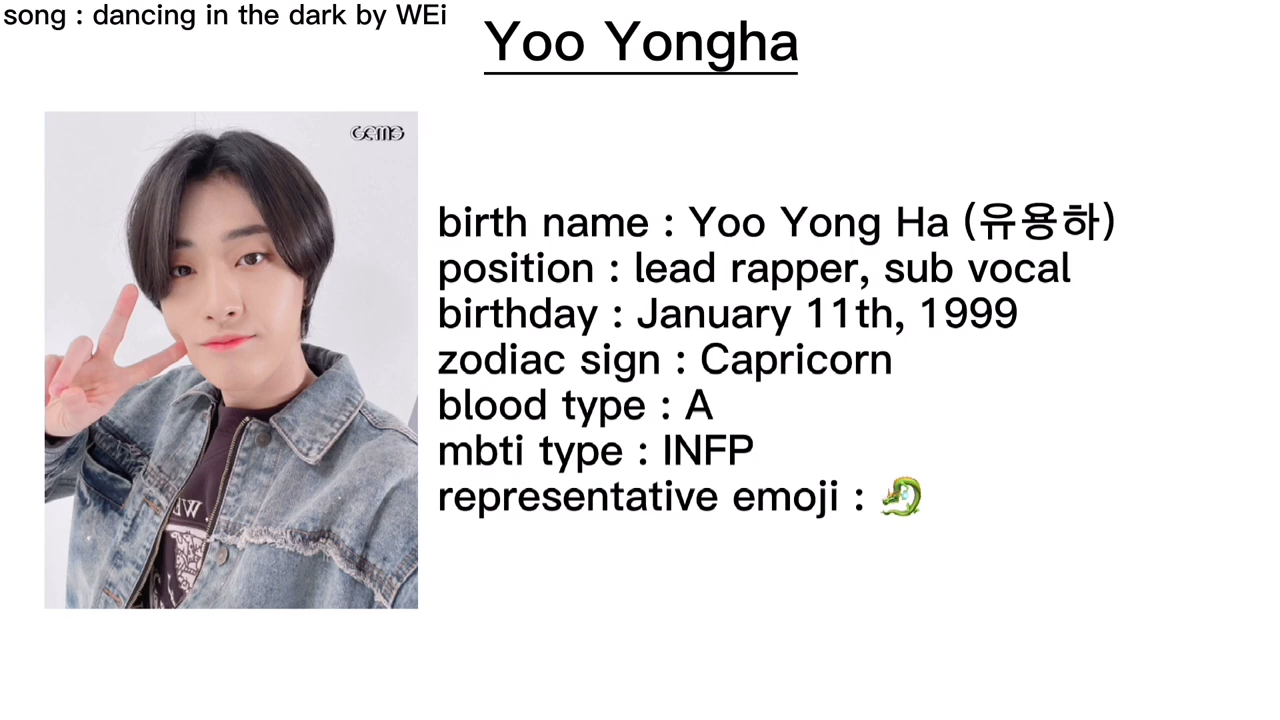 song : dancing in the dark by WEi
Yoo Yongha
GEMS
birth name : Yoo Yong Ha (유용하)
position : lead rapper, sub vocal
birthday : January 11th, 1999
zodiac sign : Capricorn
blood type : A
mbti type : INFP
representative emoji : 🐉